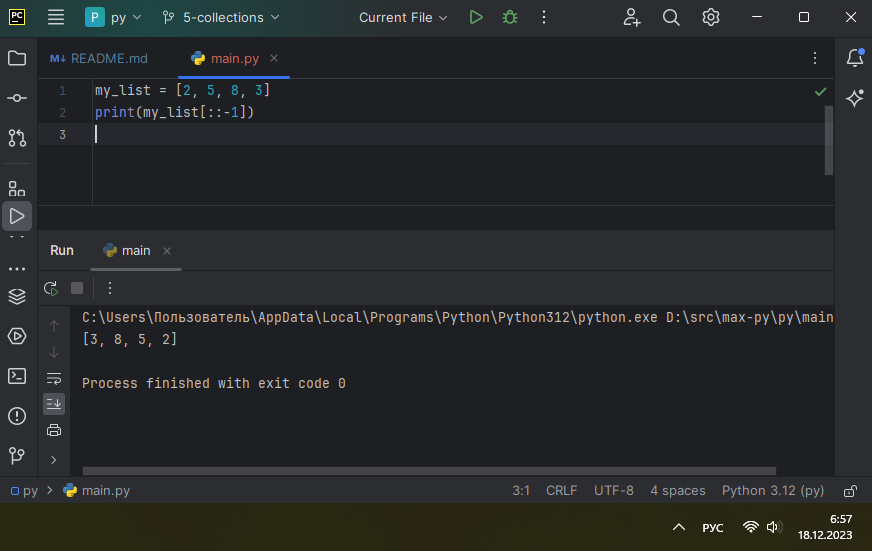 PC P py 5-collections Current File
M↓ README.md main.py
1 my_list = [2, 5, 8, 3]
2 print(my_list[::-1])
3
Run main
C:\Users\Пользователь\AppData\Local\Programs\Python\Python312\python.exe D:\src\max-py\py\main
[3, 8, 5, 2]
Process finished with exit code 0
py main.py 3:1 CRLF UTF-8 4 spaces Python 3.12 (py)
РУС 6:57
18.12.2023